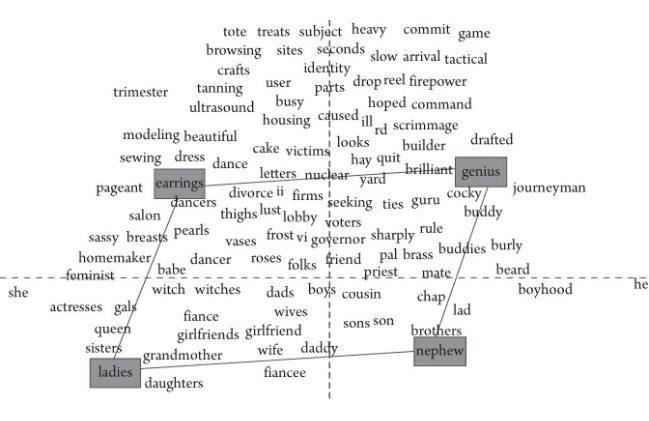 tote treats subject heavy commit game
browsing sites seconds slow arrival tactical
crafts identity
trimester tanning user parts drop reel firepower
ultrasound busy hoped command
housing caused ill rd scrimmage
modeling beautiful looks builder drafted
sewing dress dance cake victims hay quit
pageant earrings letters nuclear yard brilliant genius journeyman
dancers divorce ii firms seeking ties guru cocky
salon thighs lust lobby voters buddy
sassy breasts pearls vases frost vi governor sharply rule
homemaker dancer roses folks friend pal brass buddies burly
feminist babe priest mate beard
she witch witches dads boys cousin chap boyhood he
actresses gals fiance wives lad
queen girlfriends girlfriend sons son brothers
sisters grandmother wife daddy nephew
ladies daughters fiancee